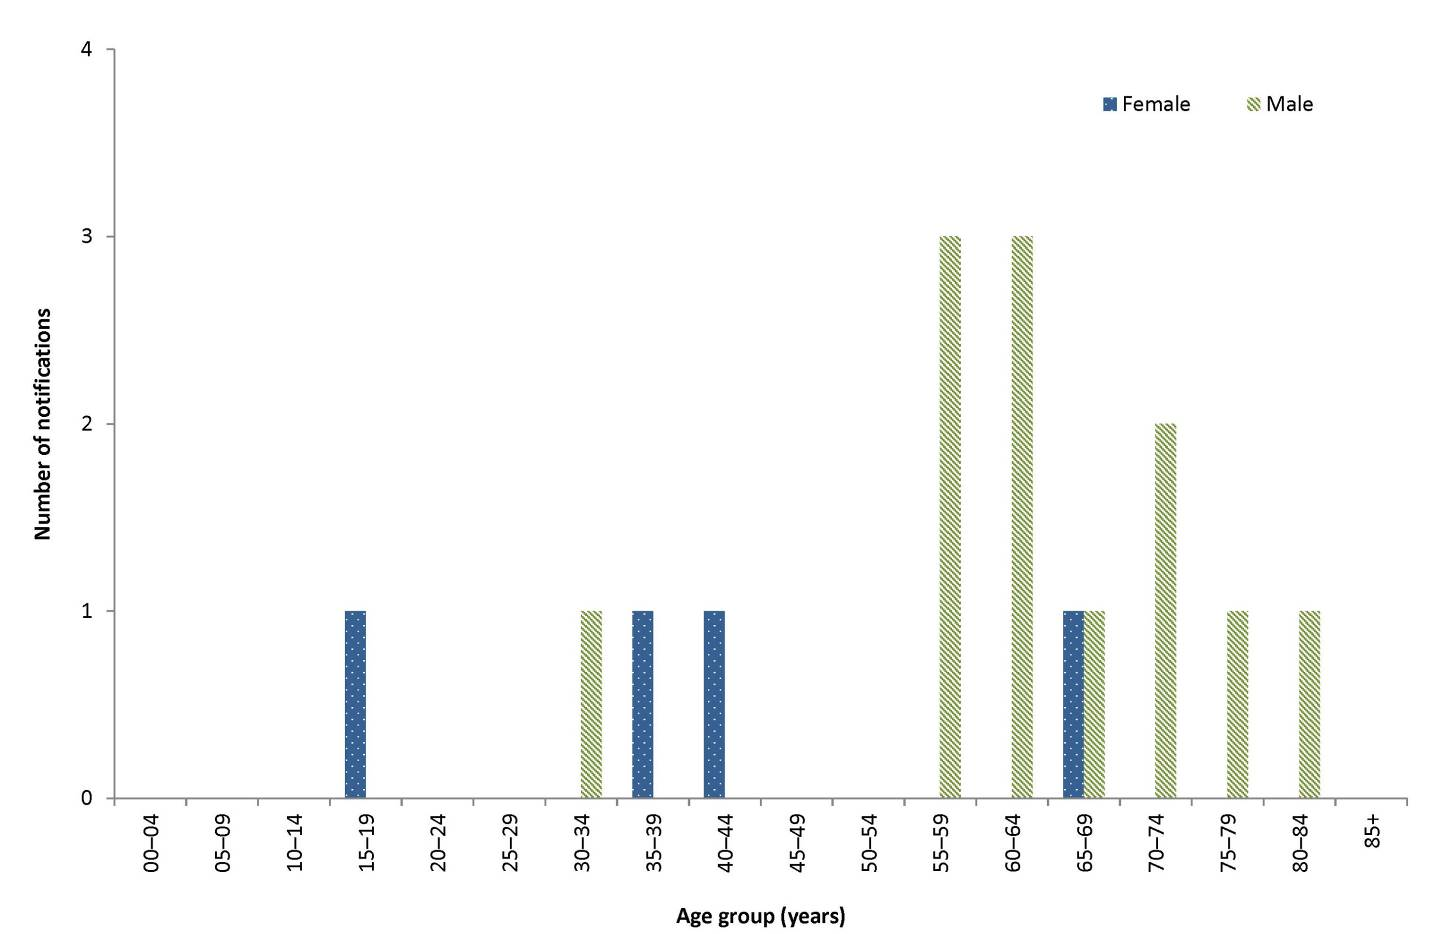 4
Female Male
3
Number of notifications
2
1
0
00–04 05–09 10–14 15–19 20–24 25–29 30–34 35–39 40–44 45–49 50–54 55–59 60–64 65–69 70–74 75–79 80–84 85+
Age group (years)